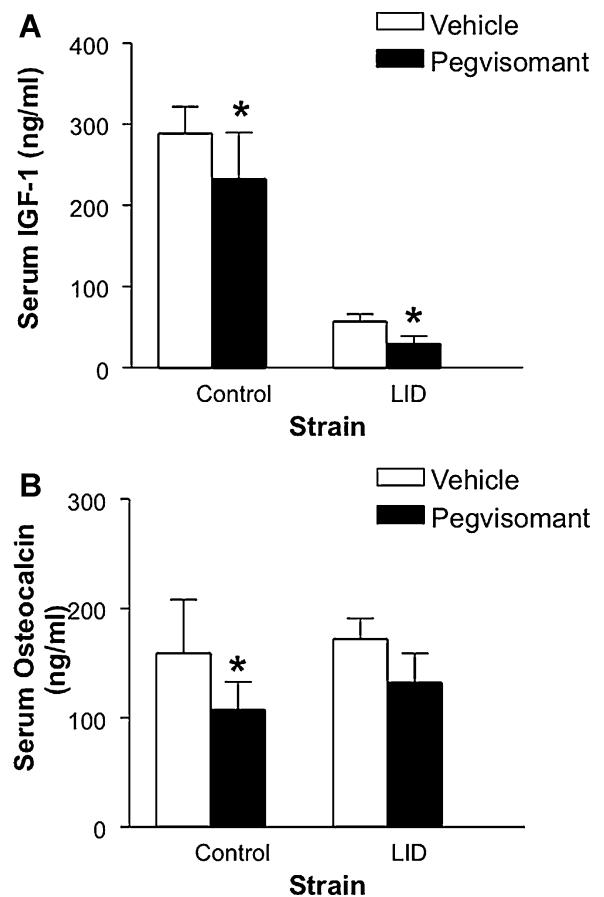 A
Vehicle
Pegvisomant
Serum IGF-1 (ng/ml)
400
300
200
100
0
*
*
Control
LID
Strain
B
Vehicle
Pegvisomant
Serum Osteocalcin
(ng/ml)
300
200
100
0
*
Control
LID
Strain